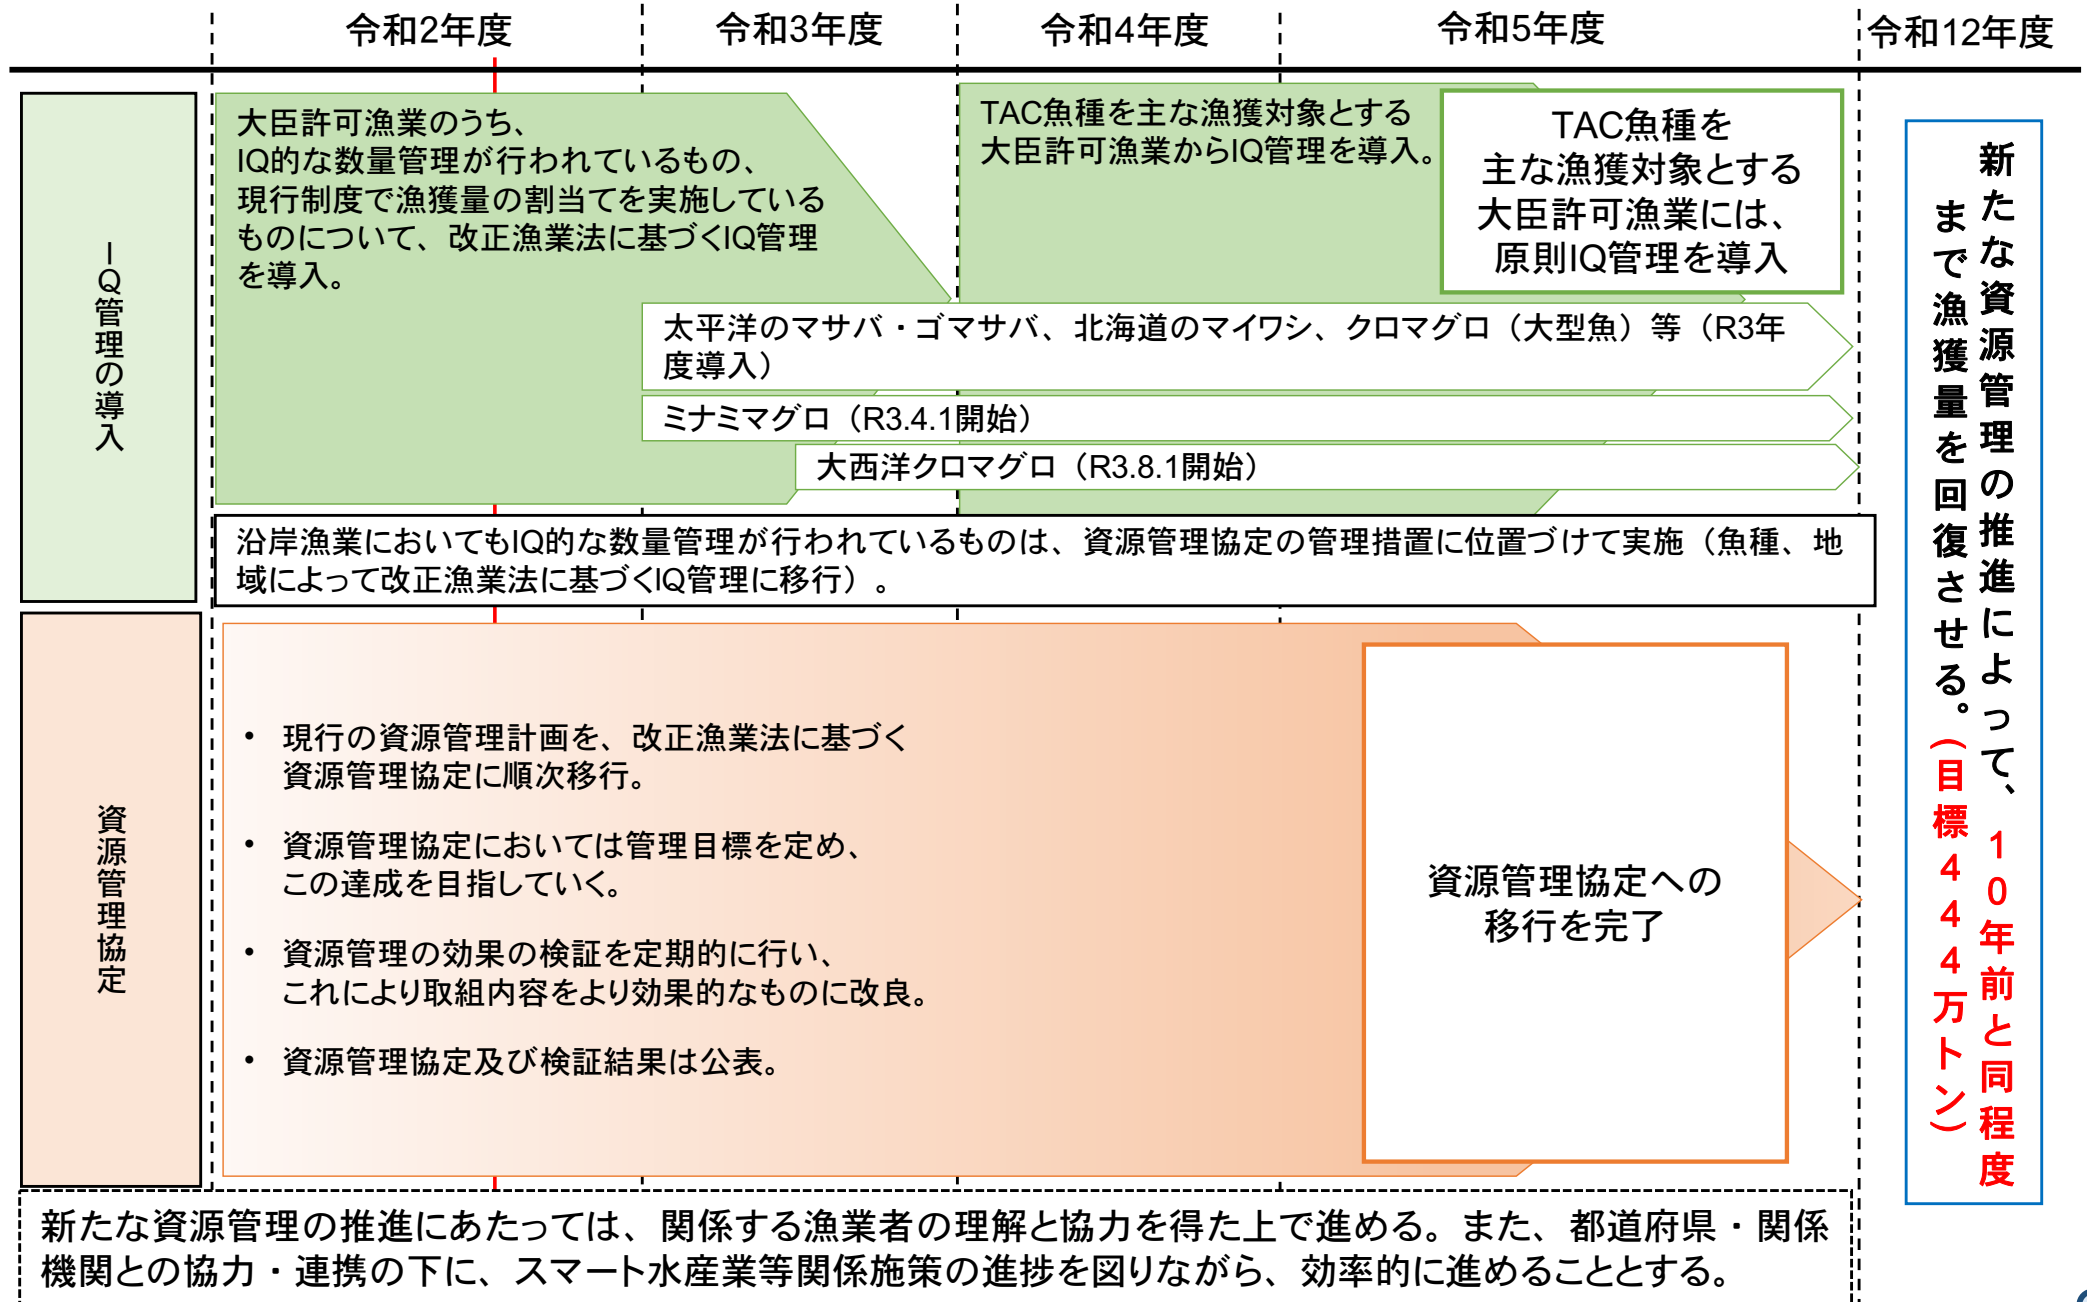 令和2年度
令和3年度
令和4年度
令和5年度
令和12年度
IQ管理の導入
大臣許可漁業のうち、
IQ的な数量管理が行われているもの、
現行制度で漁獲量の割当てを実施している
ものについて、改正漁業法に基づくIQ管理
を導入。
TAC魚種を主な漁獲対象とする
大臣許可漁業からIQ管理を導入。
TAC魚種を
主な漁獲対象とする
大臣許可漁業には、
原則IQ管理を導入
太平洋のマサバ・ゴマサバ、北海道のマイワシ、クロマグロ（大型魚）等（R3年
度導入）
ミナミマグロ（R3.4.1開始）
大西洋クロマグロ（R3.8.1開始）
沿岸漁業においてもIQ的な数量管理が行われているものは、資源管理協定の管理措置に位置づけて実施（魚種、地
域によって改正漁業法に基づくIQ管理に移行）。
資源管理協定
• 現行の資源管理計画を、改正漁業法に基づく
資源管理協定に順次移行。
• 資源管理協定においては管理目標を定め、
この達成を目指していく。
• 資源管理の効果の検証を定期的に行い、
これにより取組内容をより効果的なものに改良。
• 資源管理協定及び検証結果は公表。
資源管理協定への
移行を完了
新たな資源管理の推進によって、１０年前と同程度
まで漁獲量を回復させる。（目標４４４万トン）
新たな資源管理の推進にあたっては、関係する漁業者の理解と協力を得た上で進める。また、都道府県・関係
機関との協力・連携の下に、スマート水産業等関係施策の進捗を図りながら、効率的に進めることとする。